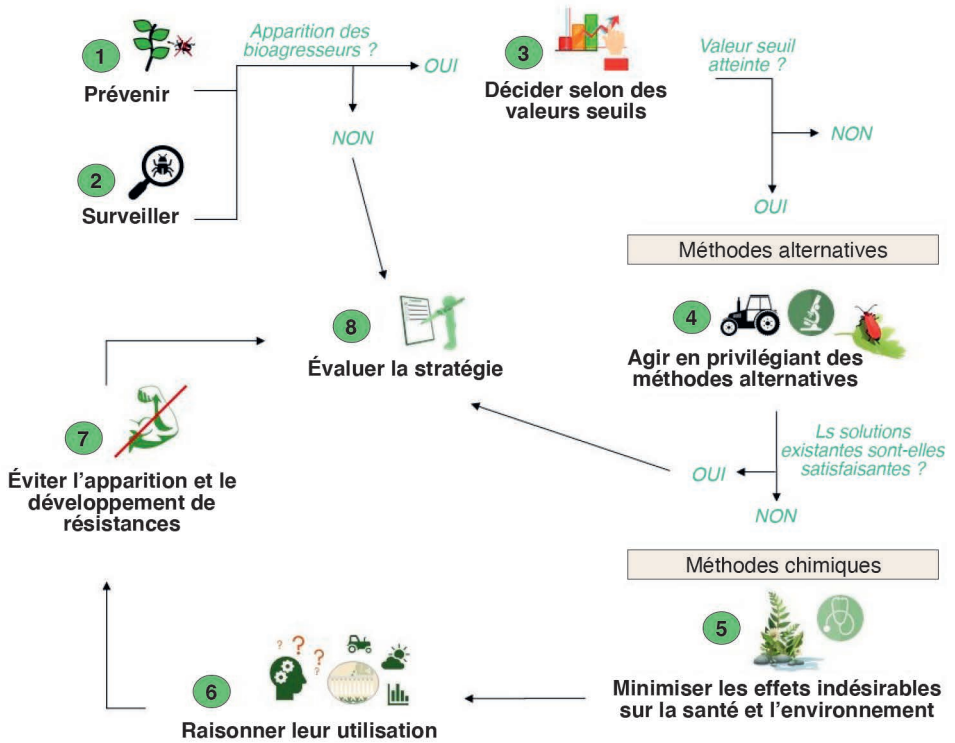 1
Prévenir
Apparition des
bioagresseurs ?
OUI
NON
2
Surveiller
3
Décider selon des
valeurs seuils
Valeur seuil
atteinte ?
NON
OUI
Méthodes alternatives
4
Agir en privilégiant des
méthodes alternatives
Ls solutions
existantes sont-elles
satisfaisantes ?
OUI
NON
Méthodes chimiques
5
Minimiser les effets indésirables
sur la santé et l'environnement
? ? ?
6
Raisonner leur utilisation
7
Éviter l'apparition et le
développement de
résistances
8
Évaluer la stratégie